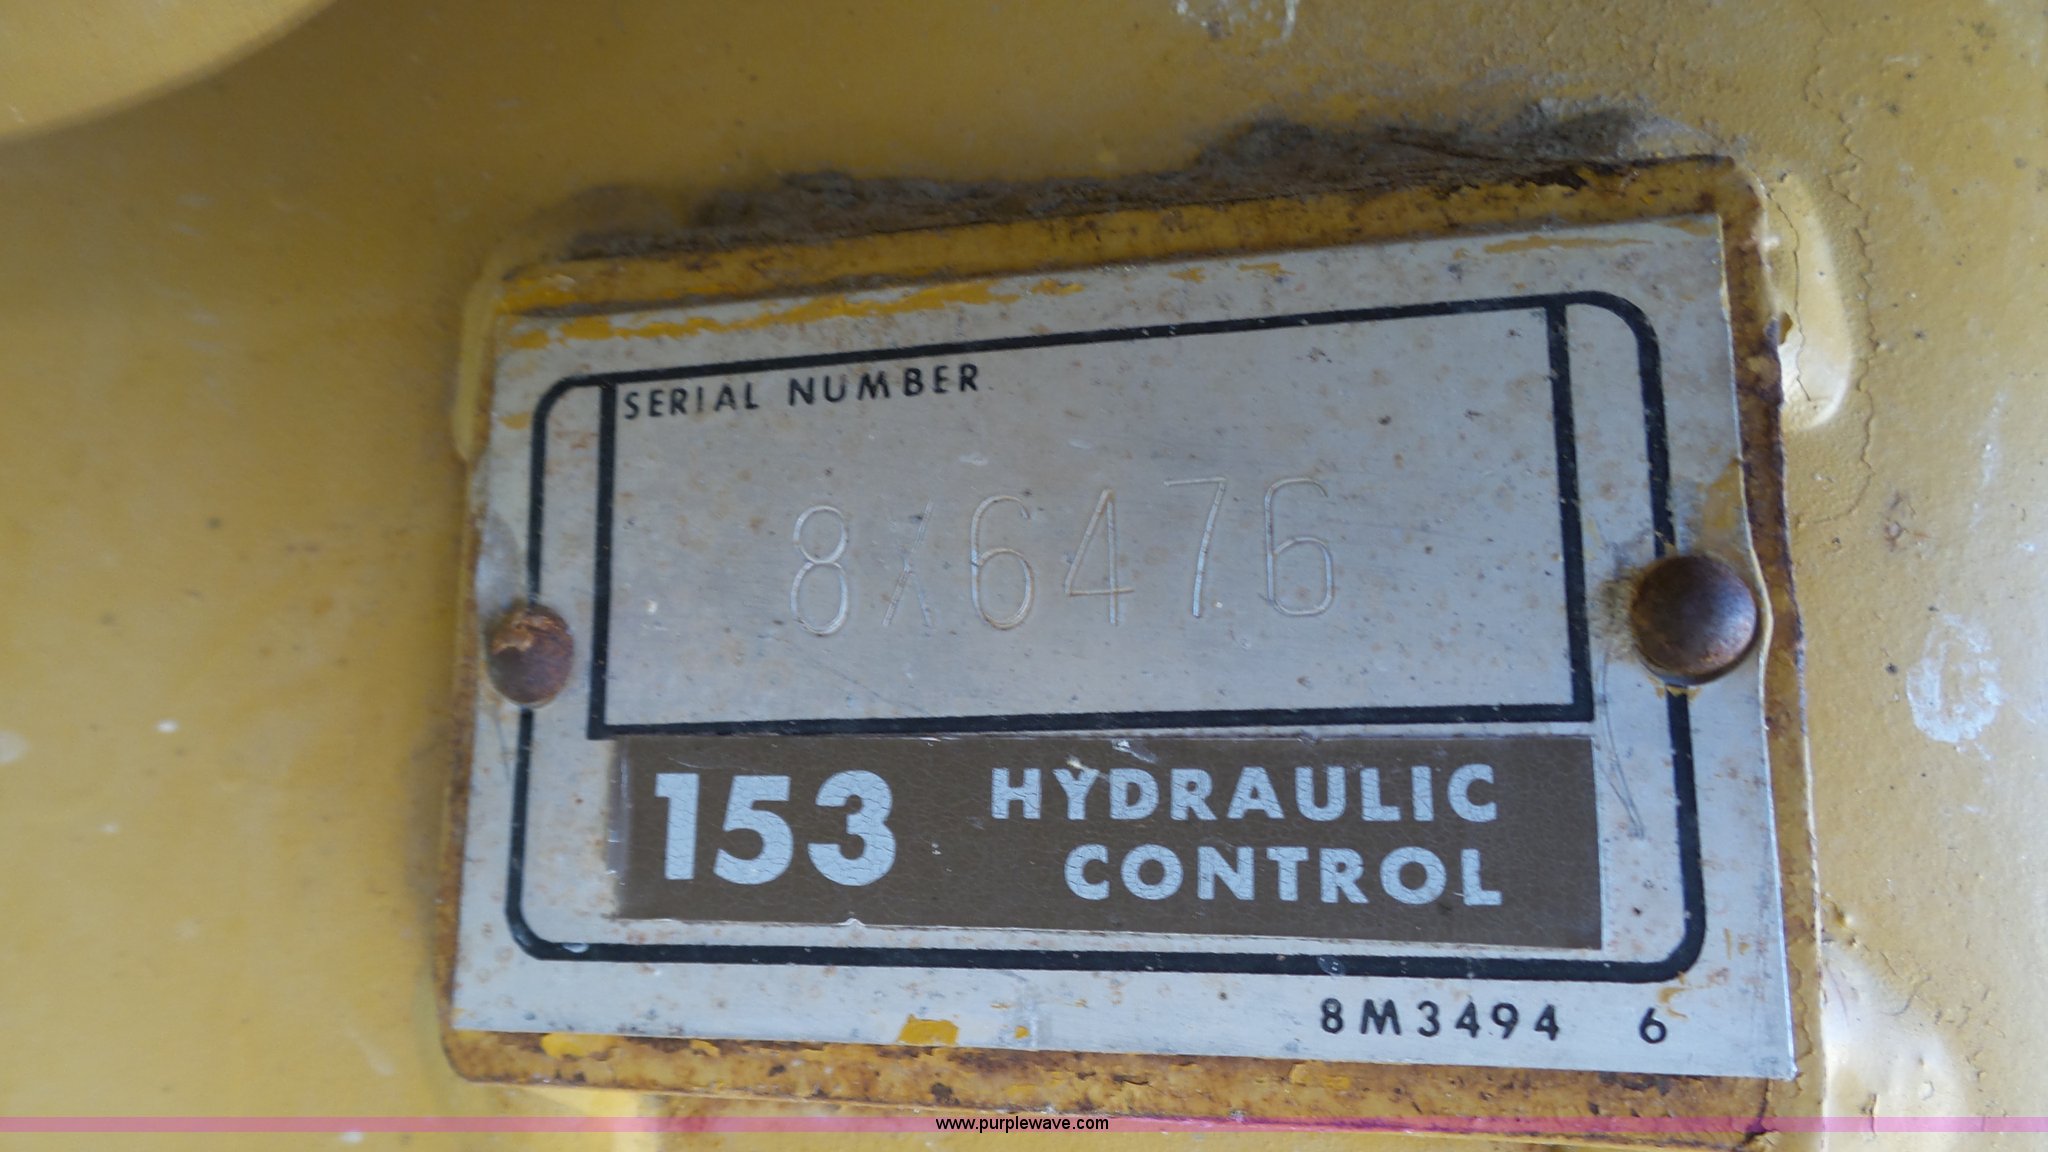 SERIAL NUMBER
8X6476
153 HYDRAULIC
CONTROL
8M3494 6
www.purplewave.com